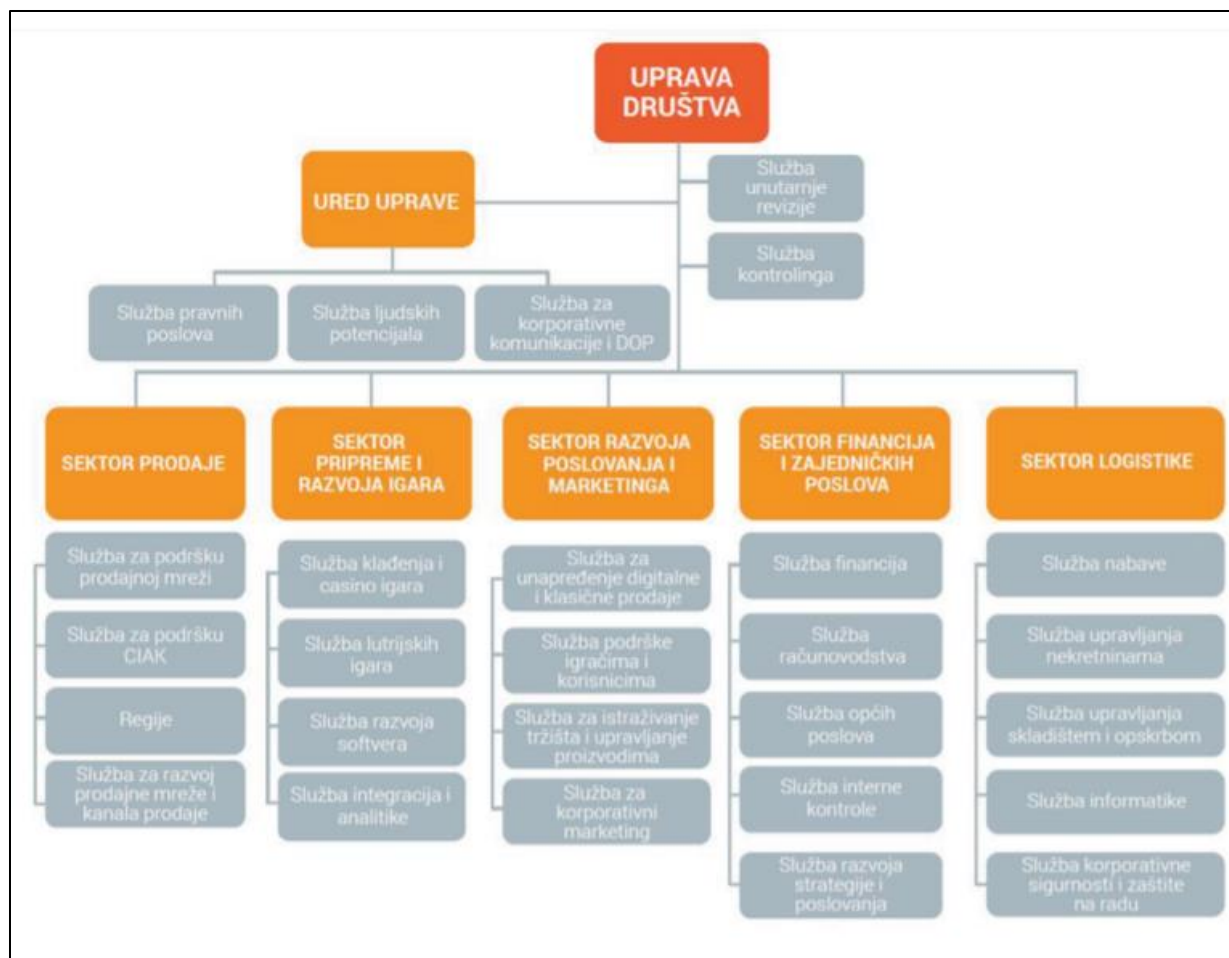 UPRAVA
DRUŠTVA
Služba
unutarnje
revizije
URED UPRAVE
Služba
kontrolinga
Služba pravnih
poslova
Služba ljudskih
potencijala
Služba za
korporativne
komunikacije i DOP
SEKTOR PRODAJE
SEKTOR
PRIPREME I
RAZVOJA IGARA
SEKTOR RAZVOJA
POSLOVANJA I
MARKETINGA
SEKTOR FINANCIJA
I ZAJEDNIČKIH
POSLOVA
SEKTOR LOGISTIKE
Služba za podršku
prodajnoj mreži
Služba za podršku
CIAK
Regije
Služba za razvoj
prodajne mreže i
kanala prodaje
Služba klađenja i
casino igara
Služba lutrijskih
igara
Služba razvoja
softvera
Služba integracija i
analitike
Služba za
unapređenje digitalne
i klasične prodaje
Služba podrške
igračima i
korisnicima
Služba za istraživanje
tržišta i upravljanje
proizvodima
Služba za
korporativni
marketing
Služba financija
Služba
računovodstva
Služba općih
poslova
Služba interne
kontrole
Služba razvoja
strategije i
poslovanja
Služba nabave
Služba upravljanja
nekretninama
Služba upravljanja
skladištem i opskrbom
Služba informatike
Služba korporativne
sigurnosti i zaštite
na radu